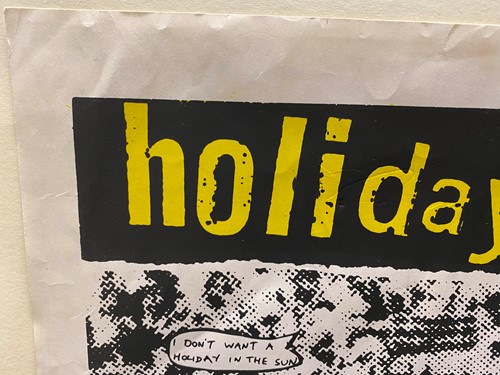 holiday
I DON'T WANT A
HOLIDAY IN THE SUN